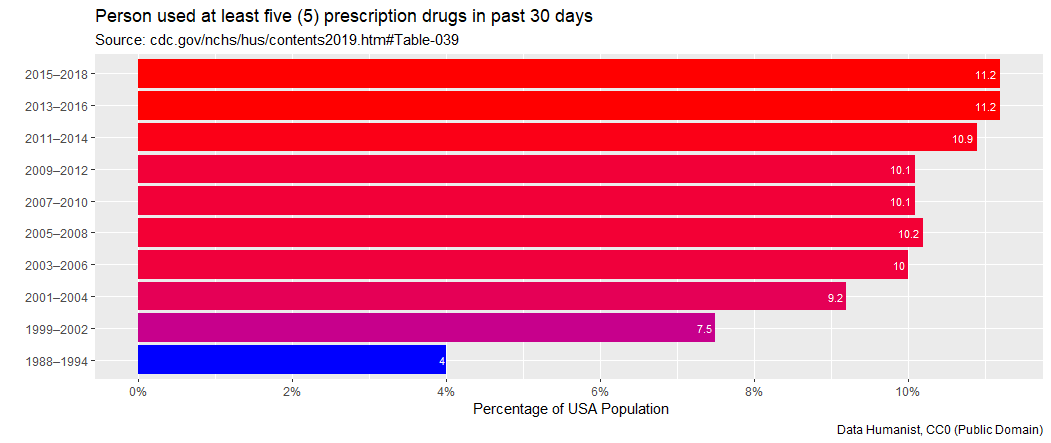 Person used at least five (5) prescription drugs in past 30 days
Source: cdc.gov/nchs/hus/contents2019.htm#Table-039
2015–2018 11.2
2013–2016 11.2
2011–2014 10.9
2009–2012 10.1
2007–2010 10.1
2005–2008 10.2
2003–2006 10
2001–2004 9.2
1999–2002 7.5
1988–1994 4
0% 2% 4% 6% 8% 10%
Percentage of USA Population
Data Humanist, CC0 (Public Domain)